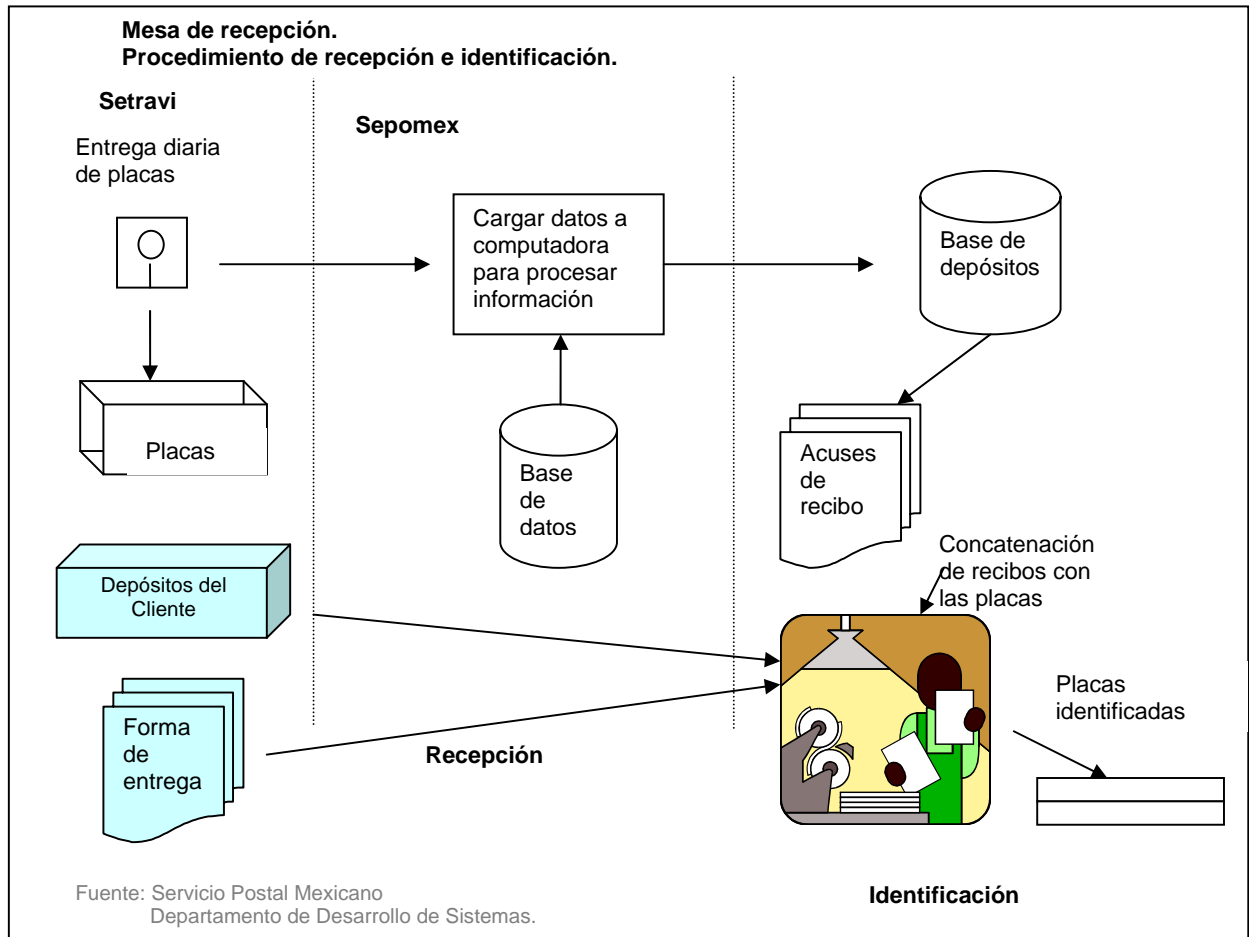 Mesa de recepción.
Procedimiento de recepción e identificación.
Setravi
Sepomex
Entrega diaria
de placas
Cargar datos a
computadora
para procesar
información
Base de
depósitos
Placas
Base
de
datos
Acuses
de
recibo
Depósitos del
Cliente
Concatenación
de recibos con
las placas
Forma
de
entrega
Recepción
Placas
identificadas
Identificación
Fuente: Servicio Postal Mexicano
Departamento de Desarrollo de Sistemas.